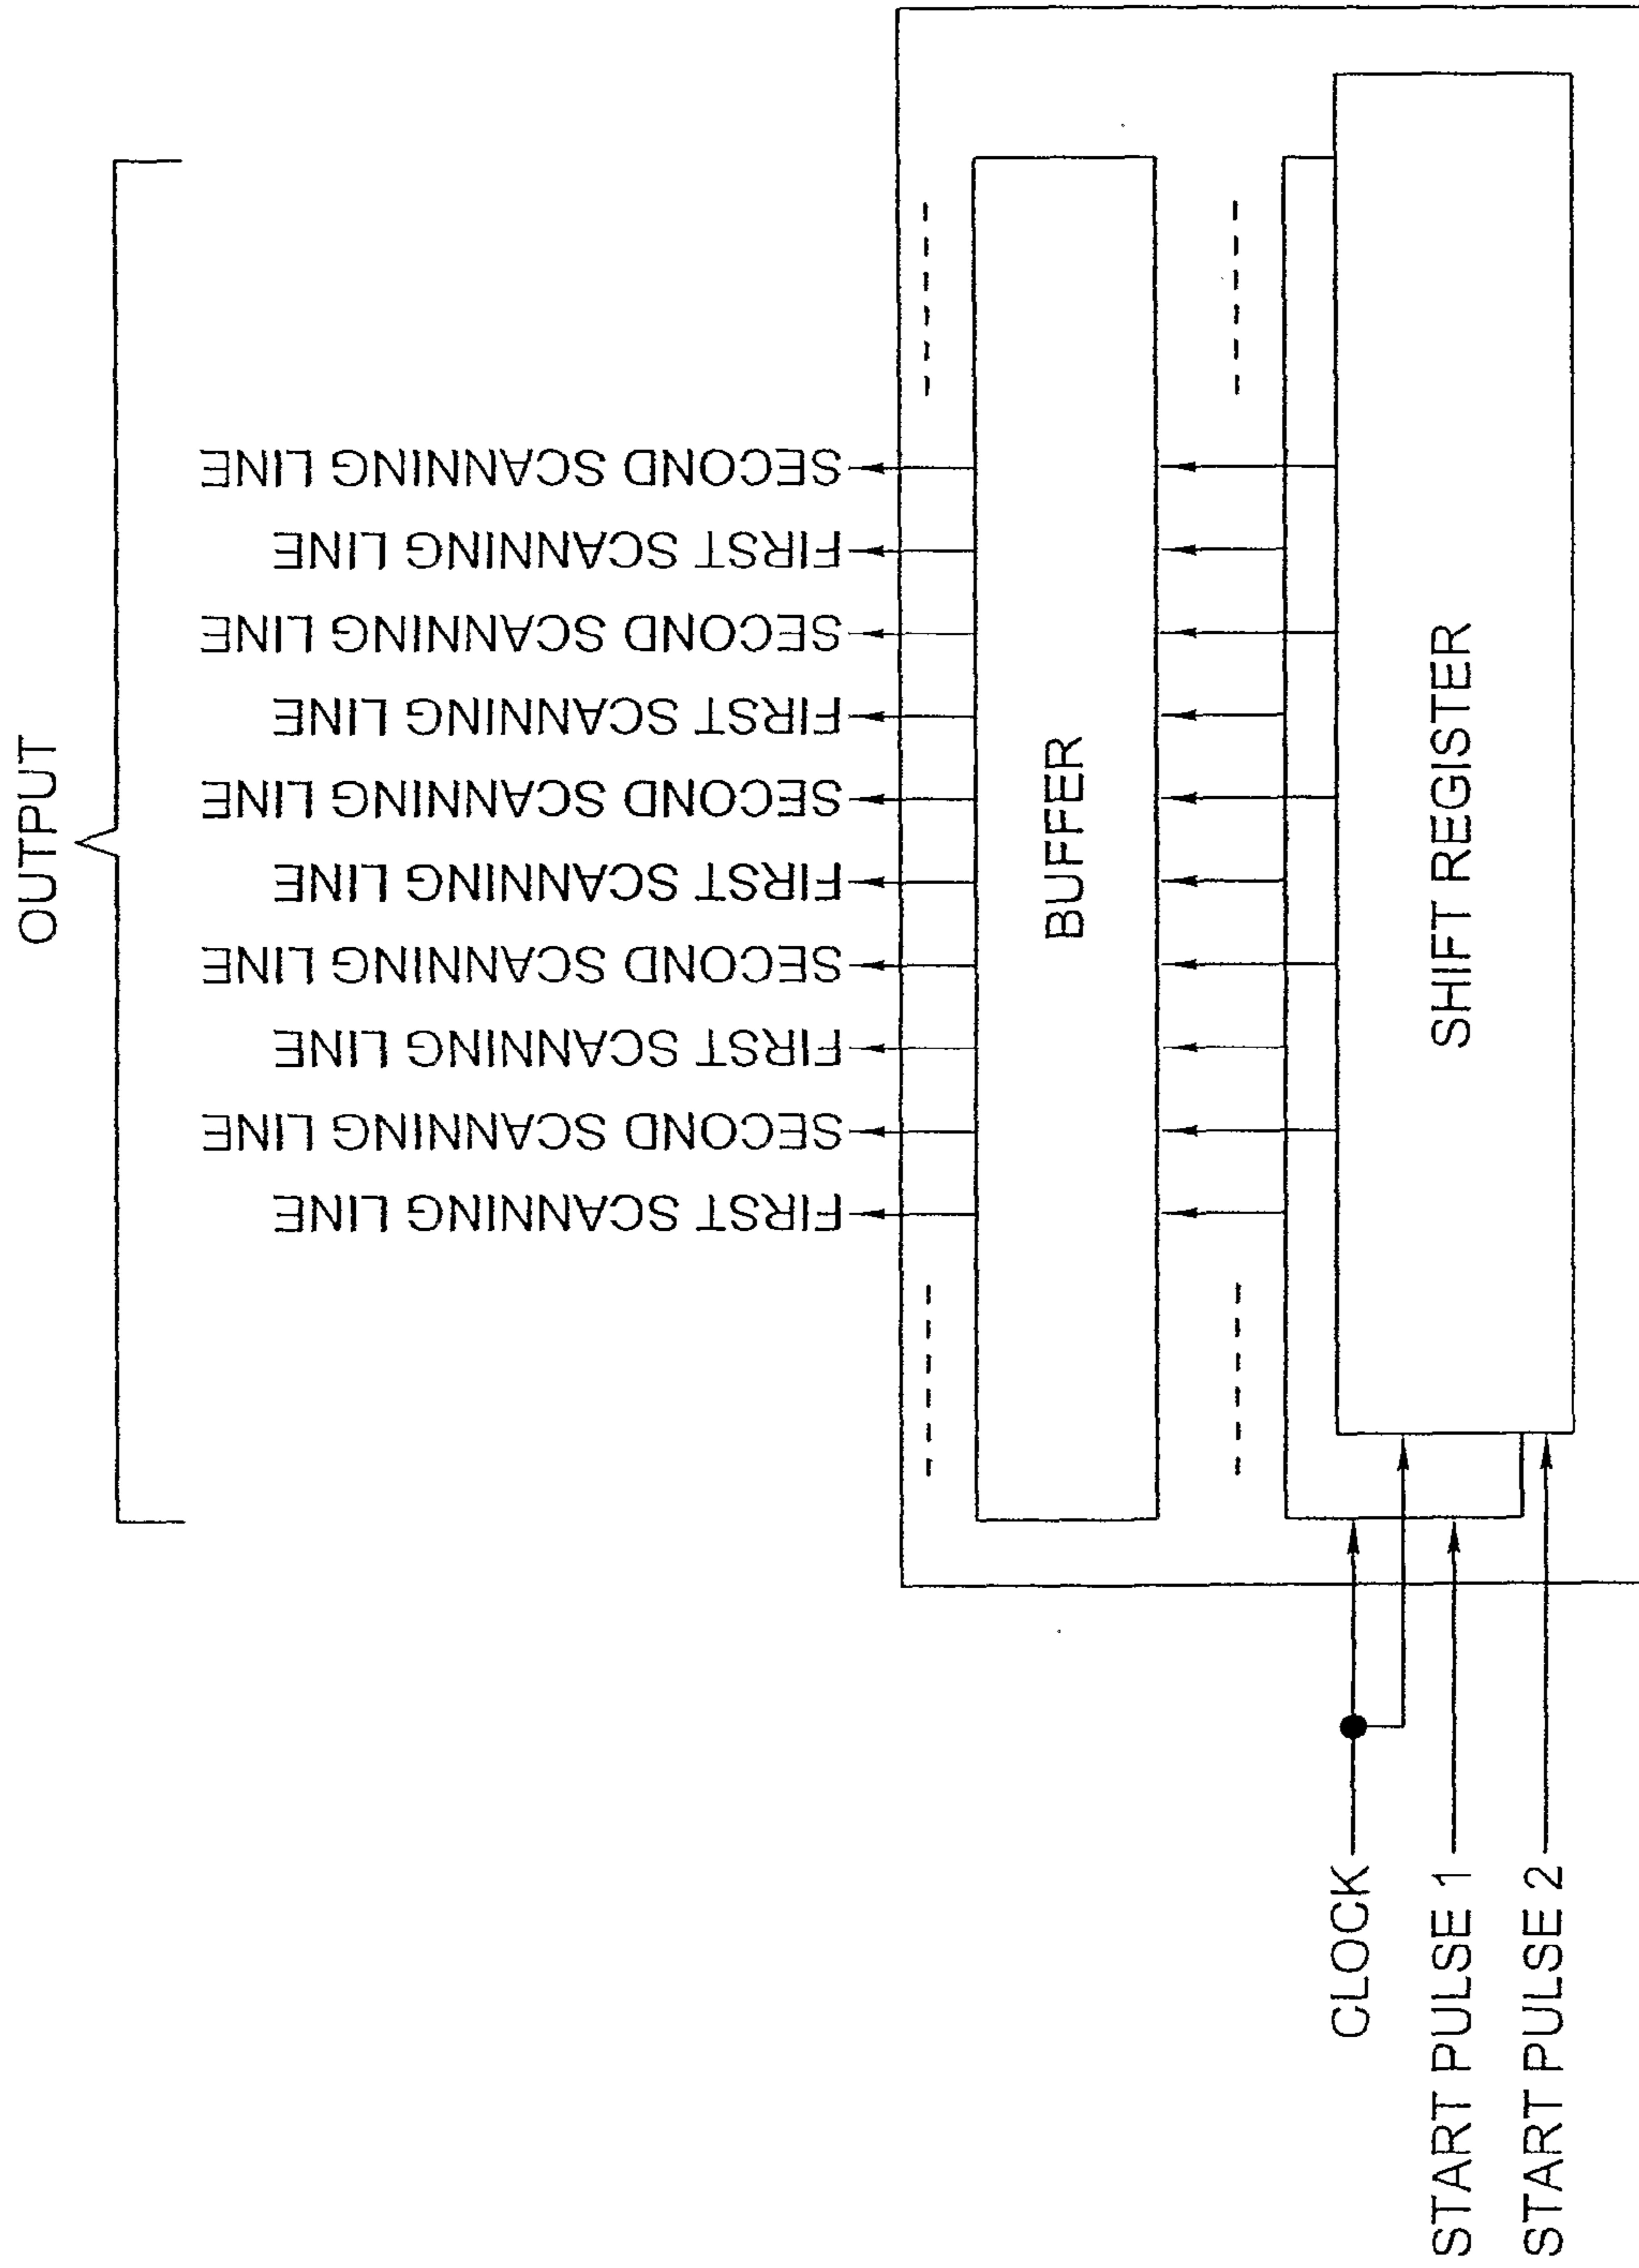 OUTPUT
SECOND SCANNING LINE
FIRST SCANNING LINE
SECOND SCANNING LINE
FIRST SCANNING LINE
SECOND SCANNING LINE
FIRST SCANNING LINE
SECOND SCANNING LINE
FIRST SCANNING LINE
SECOND SCANNING LINE
FIRST SCANNING LINE
BUFFER
SHIFT REGISTER
CLOCK
START PULSE 1
START PULSE 2